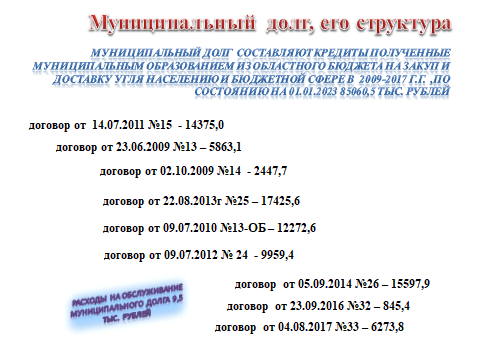 Муниципальный долг, его структура
МУНИЦИПАЛЬНЫЙ ДОЛГ СОСТАВЛЯЮТ КРЕДИТЫ ПОЛУЧЕННЫЕ
МУНИЦИПАЛЬНЫМ ОБРАЗОВАНИЕМ ИЗ ОБЛАСТНОГО БЮДЖЕТА НА ЗАКУП И
ДОСТАВКУ УГЛЯ НАСЕЛЕНИЮ И БЮДЖЕТНОЙ СФЕРЕ В 2009-2017 Г.Г. ,ПО
СОСТОЯНИЮ НА 01.01.2023 85060,5 ТЫС. РУБЛЕЙ
договор от 14.07.2011 №15 - 14375,0
договор от 23.06.2009 №13 – 5863,1
договор от 02.10.2009 №14 - 2447,7
договор от 22.08.2013г №25 – 17425,6
договор от 09.07.2010 №13-ОБ – 12272,6
договор от 09.07.2012 № 24 - 9959,4
договор от 05.09.2014 №26 – 15597,9
договор от 23.09.2016 №32 – 845,4
договор от 04.08.2017 №33 – 6273,8
РАСХОДЫ НА ОБСЛУЖИВАНИЕ
МУНИЦИПАЛЬНОГО ДОЛГА 9,5
ТЫС. РУБЛЕЙ